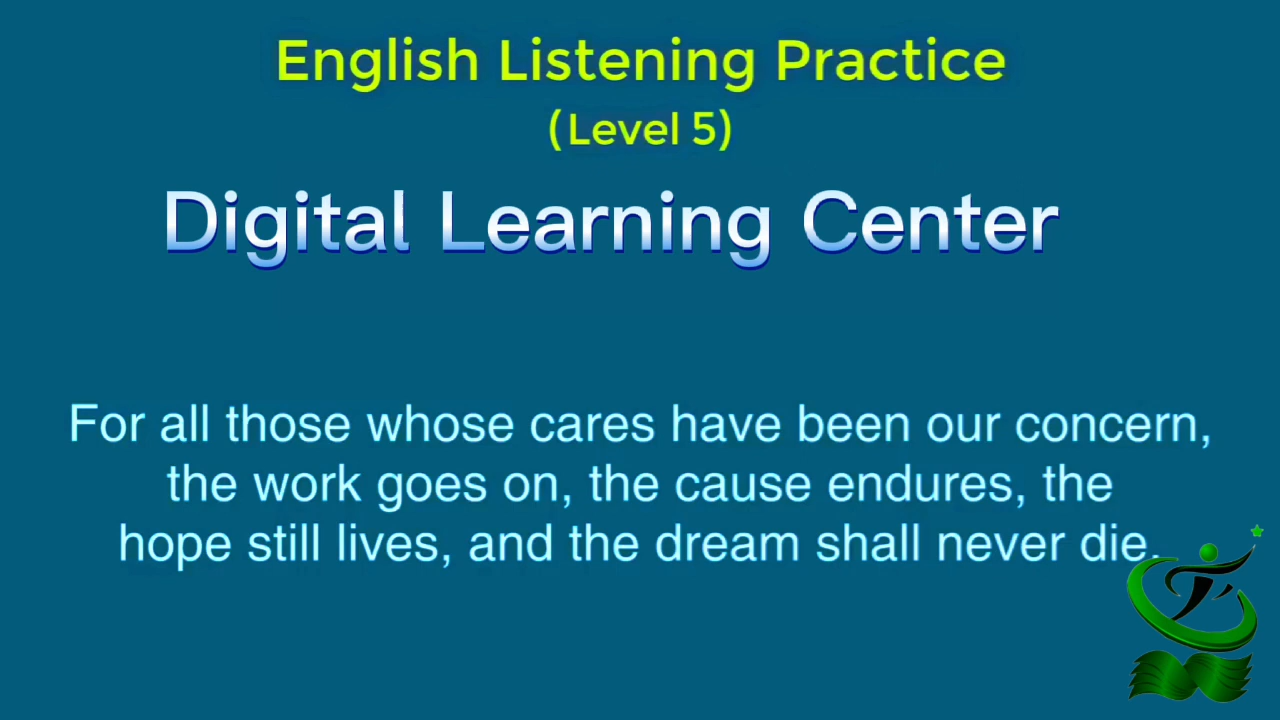 English Listening Practice
(Level 5)
Digital Learning Center
For all those whose cares have been our concern,
the work goes on, the cause endures, the
hope still lives, and the dream shall never die.